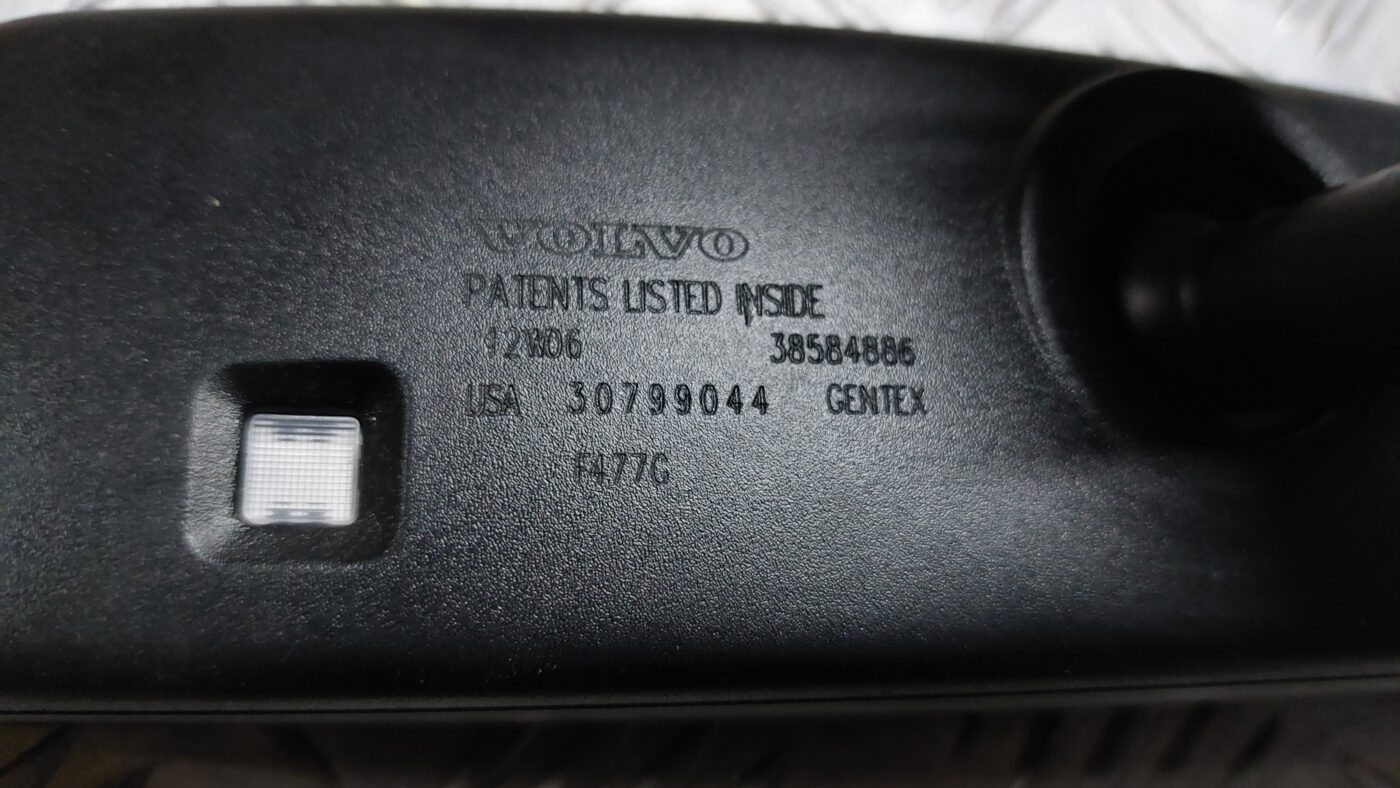 VOLVO
PATENTS LISTED INSIDE
12W06 38584886
USA 30799044 GENTEX
F477G